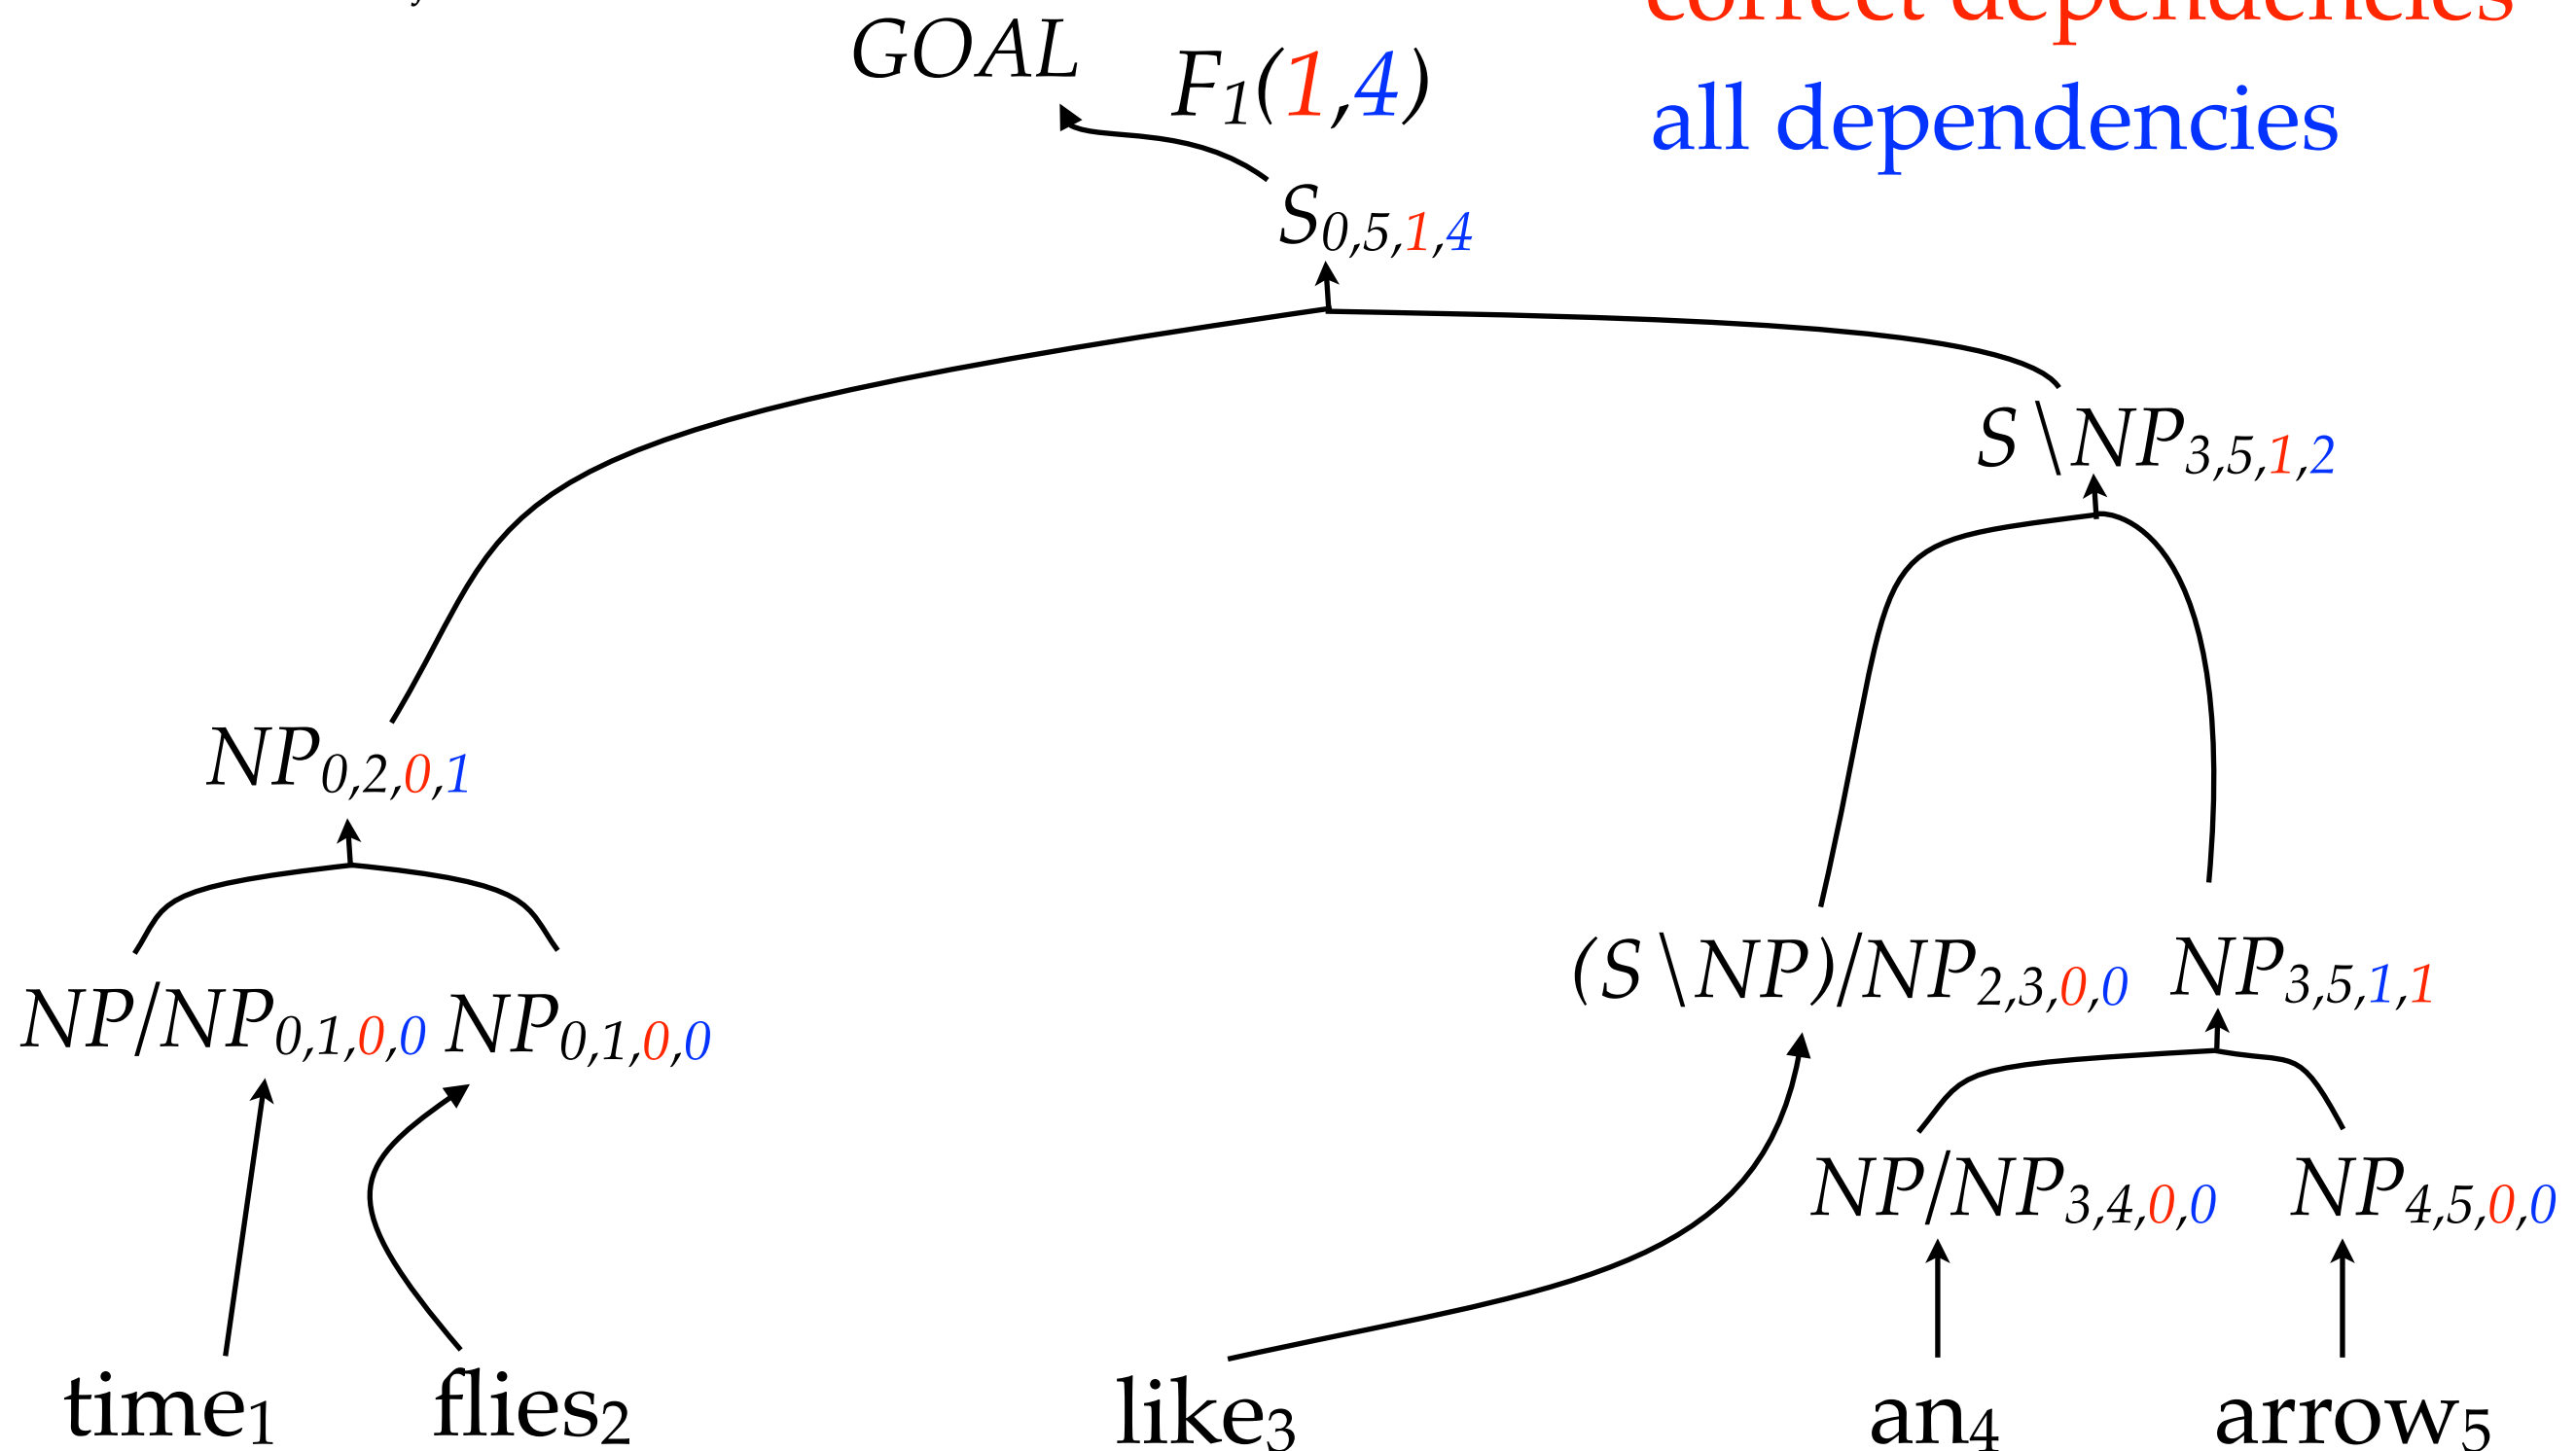 correct dependencies
GOAL F₁(1,4)
all dependencies
S₀,₅,₁,₄
S\NP₃,₅,₁,₂
NP₀,₂,₀,₁
(S\NP)/NP₂,₃,₀,₀ NP₃,₅,₁,₁
NP/NP₀,₁,₀,₀ NP₀,₁,₀,₀
NP/NP₃,₄,₀,₀ NP₄,₅,₀,₀
time₁ flies₂ like₃ an₄ arrow₅